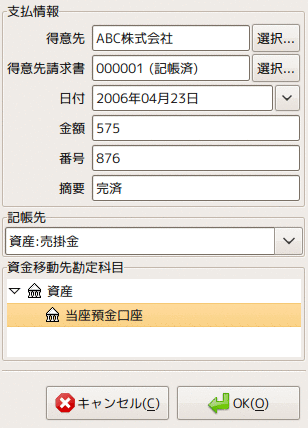 支払情報
得意先 ABC株式会社 選択...
得意先請求書 000001 (記帳済) 選択...
日付 2006年04月23日
金額 575
番号 876
摘要 完済
記帳先
資産:売掛金
資金移動先勘定科目
資産
当座預金口座
キャンセル(C) OK(O)